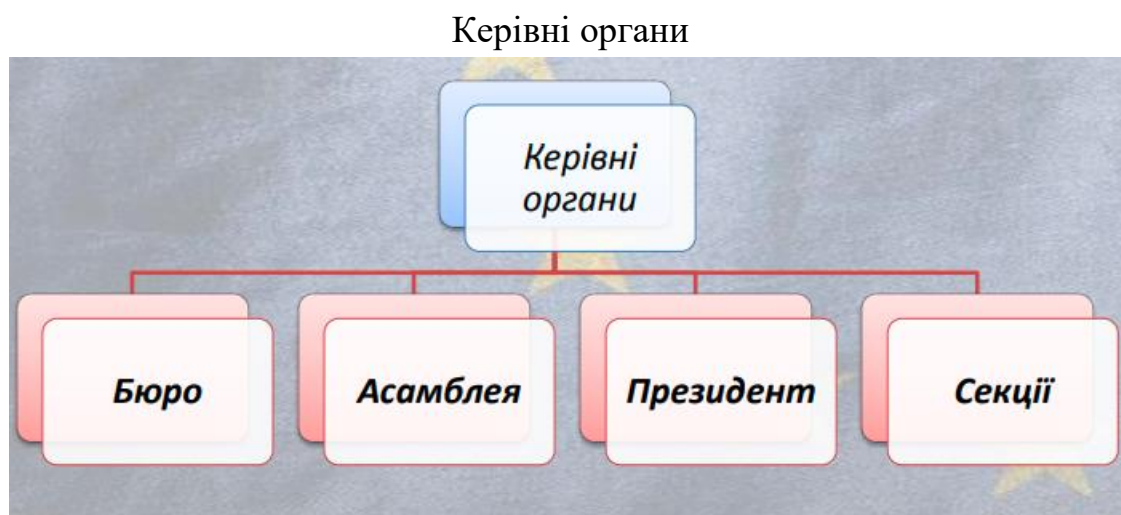 Керівні органи
Керівні
органи
Бюро
Асамблея
Президент
Секції